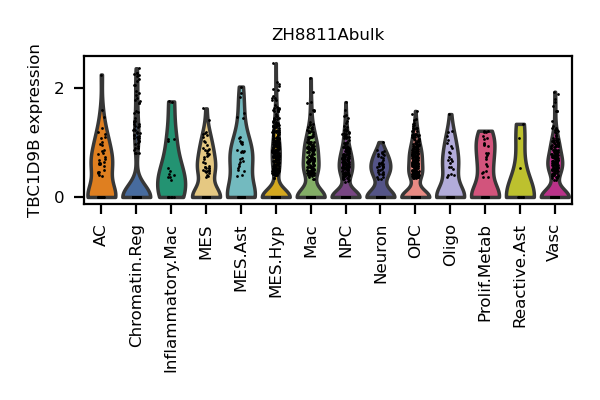 ZH8811Abulk
TBC1D9B expression
2
0
AC
Chromatin.Reg
Inflammatory.Mac
MES
MES.Ast
MES.Hyp
Mac
NPC
Neuron
OPC
Oligo
Prolif.Metab
Reactive.Ast
Vasc